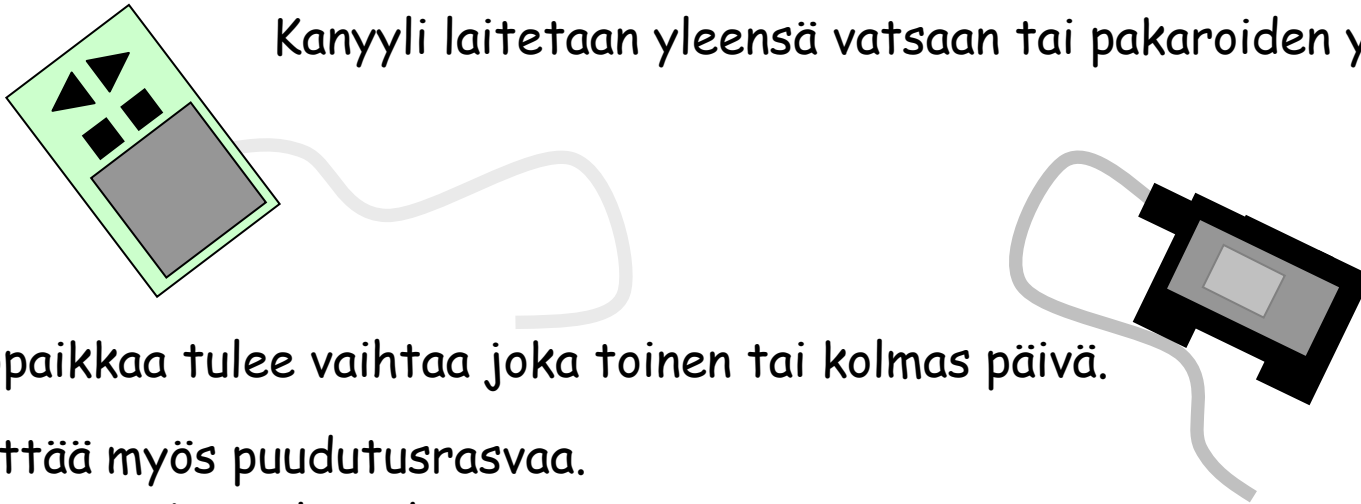 Kanyyli laitetaan yleensä vatsaan tai pakaroiden
paikkaa tulee vaihtaa joka toinen tai kolmas päivä.
ttää myös puudutusrasvaa.